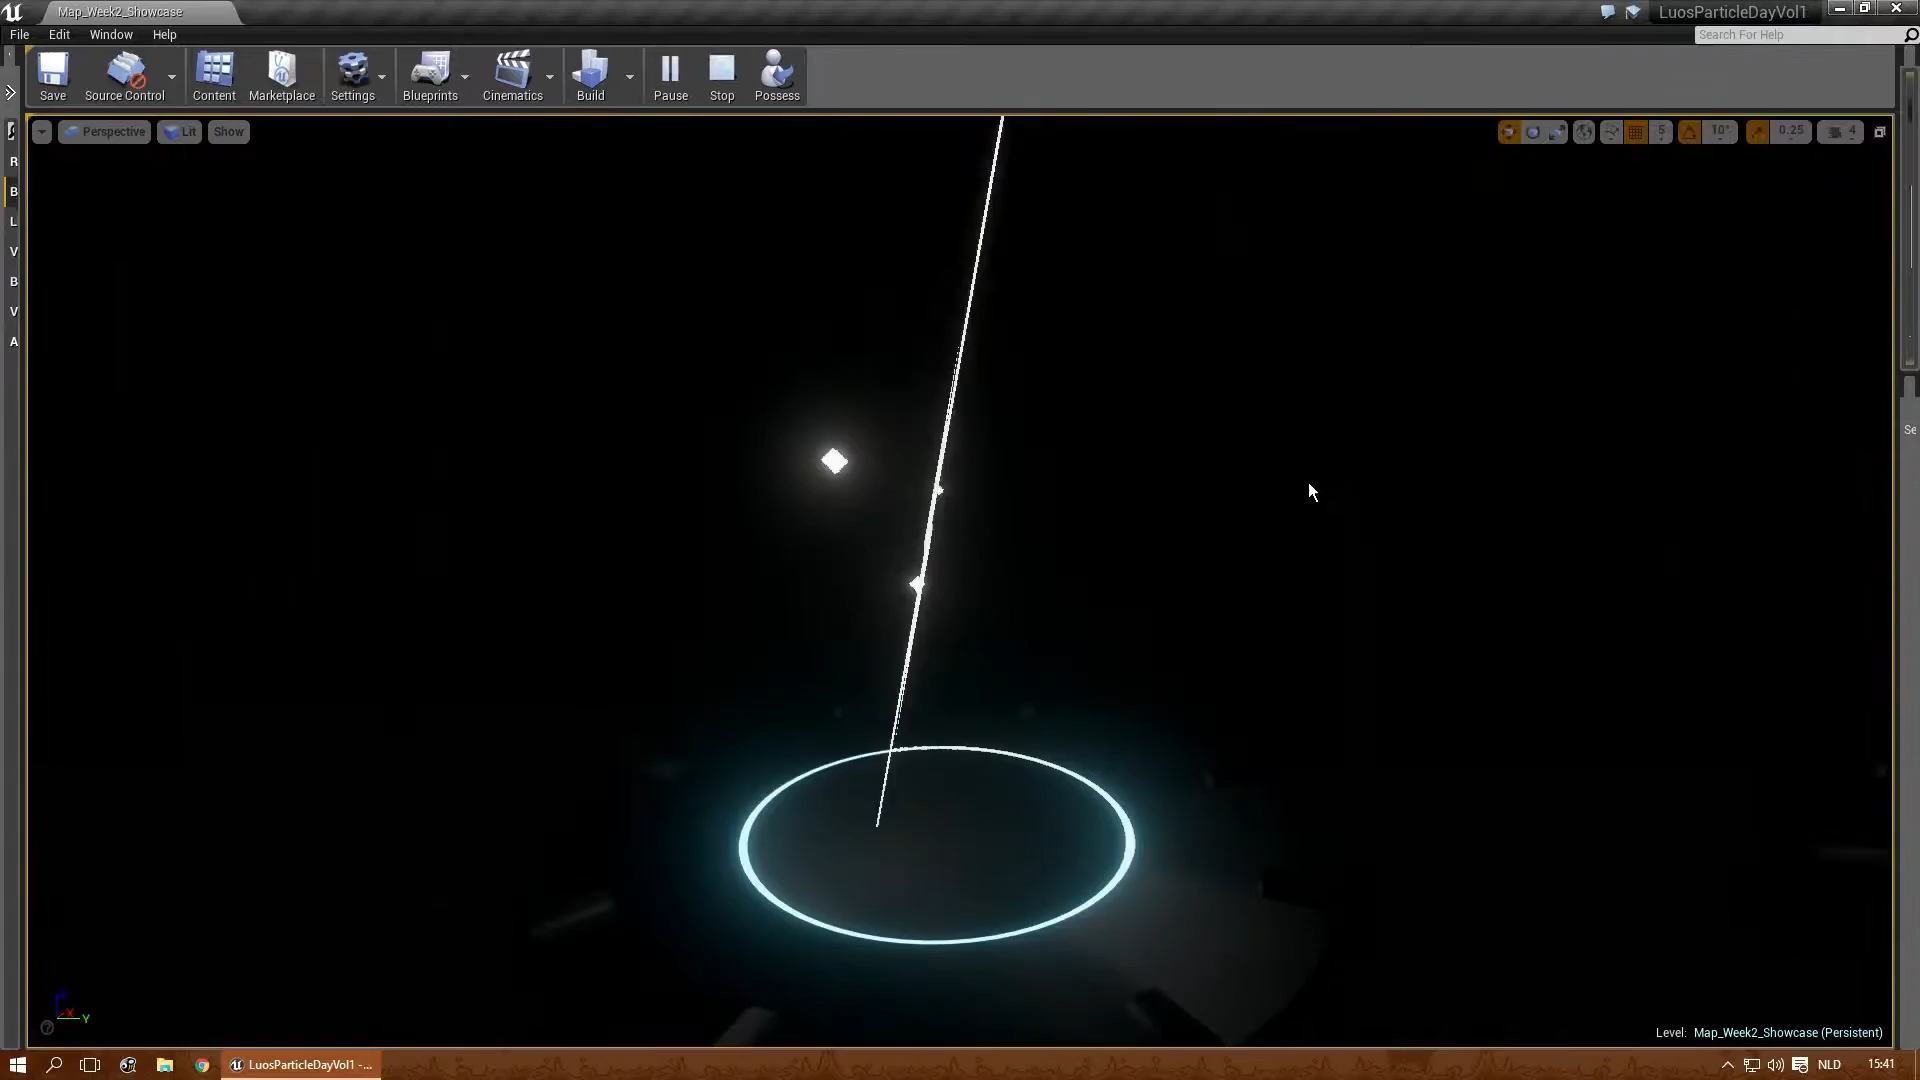 Map_Week2_Showcase
LuosParticleDayVol1
File Edit Window Help
Search For Help
Save Source Control Content Marketplace Settings Blueprints Cinematics Build Pause Stop Possess
Perspective Lit Show
5 10° 0.25 4
R
B
L
V
B
V
A
Se
X Y
Level: Map_Week2_Showcase (Persistent)
LuosParticleDayVol1 -...
NLD 15:41